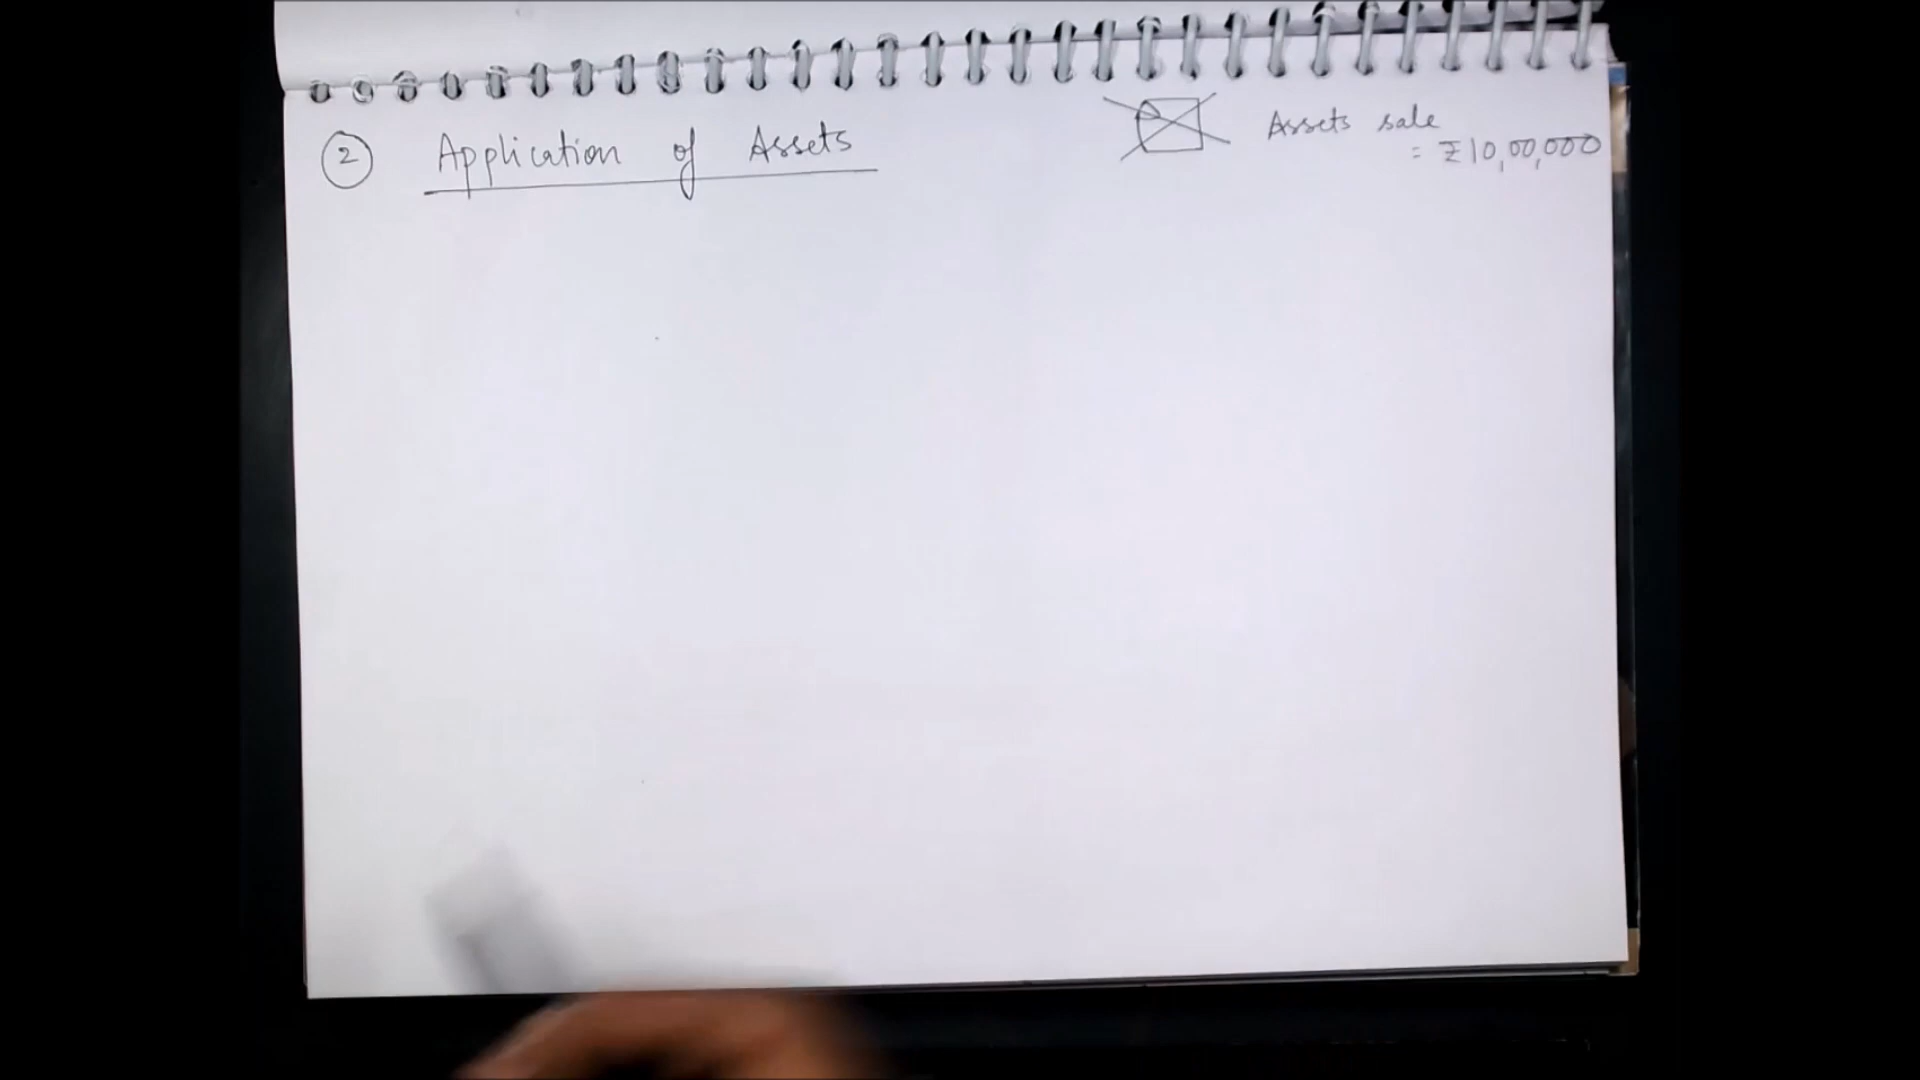 ② Application of Assets
Assets sale
= ₹10,00,000